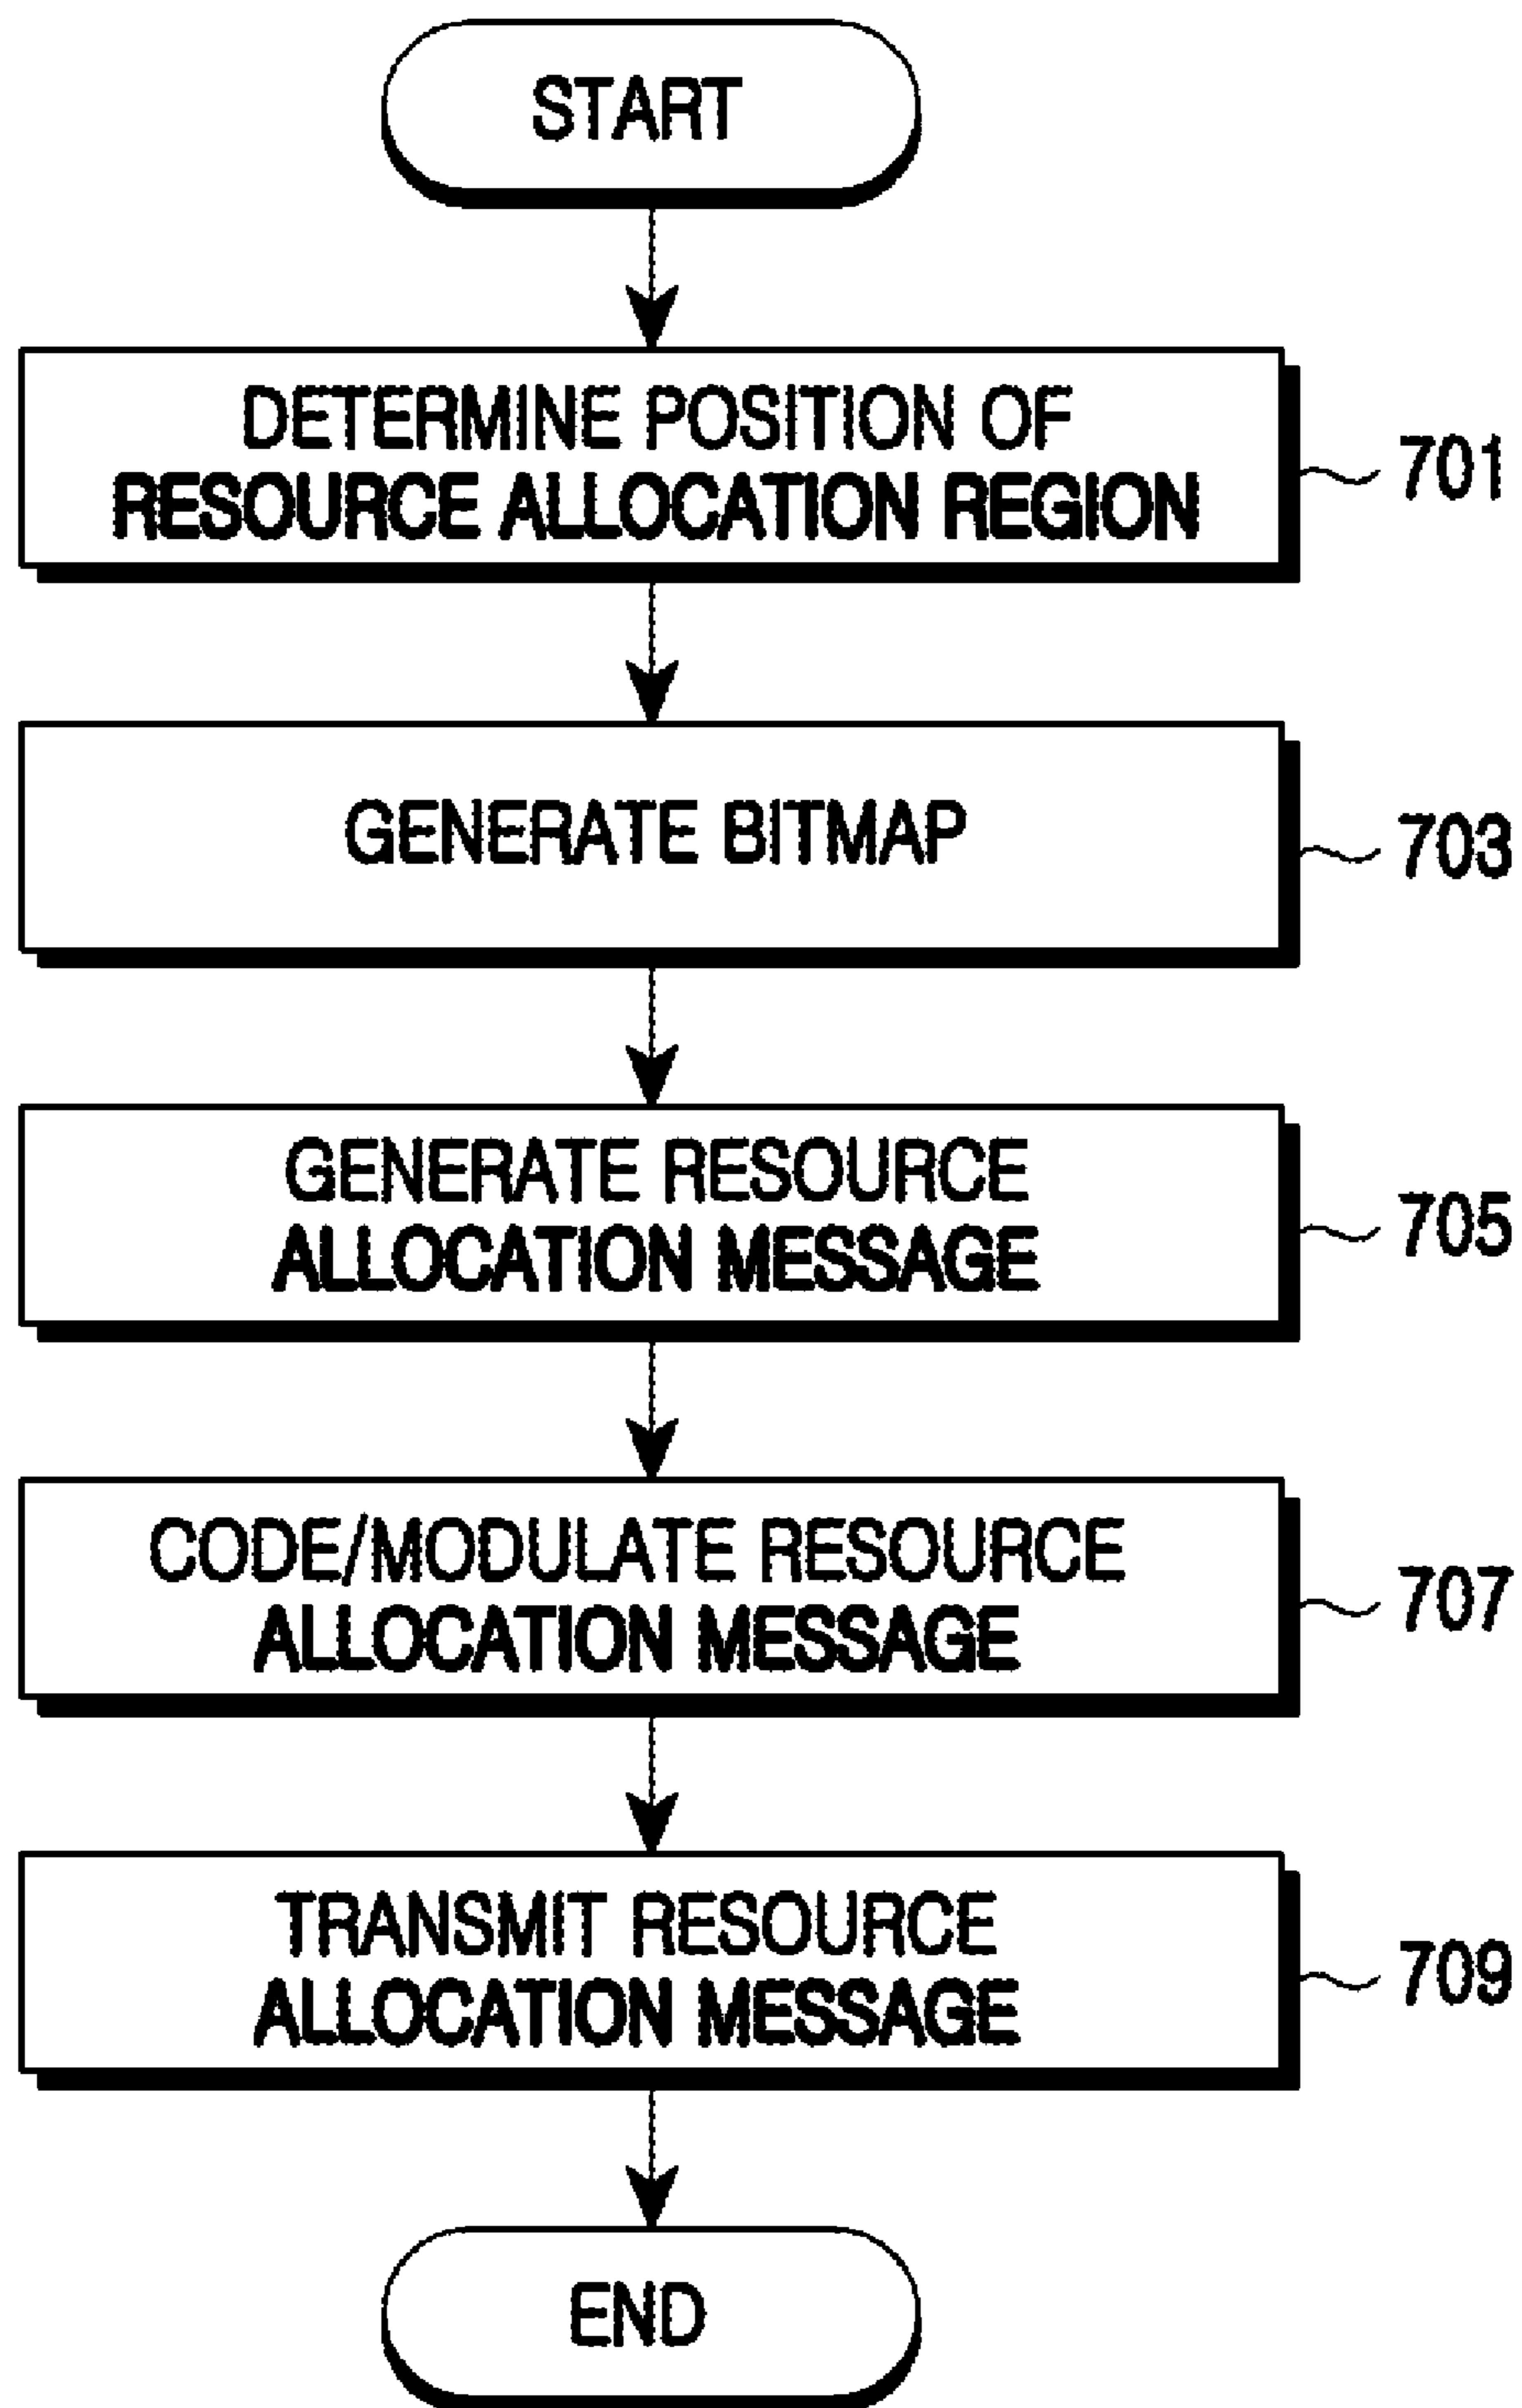 START
DETERMINE POSITION OF
RESOURCE ALLOCATION REGION
701
GENERATE BITMAP
703
GENERATE RESOURCE
ALLOCATION MESSAGE
705
CODE/MODULATE RESOURCE
ALLOCATION MESSAGE
707
TRANSMIT RESOURCE
ALLOCATION MESSAGE
709
END